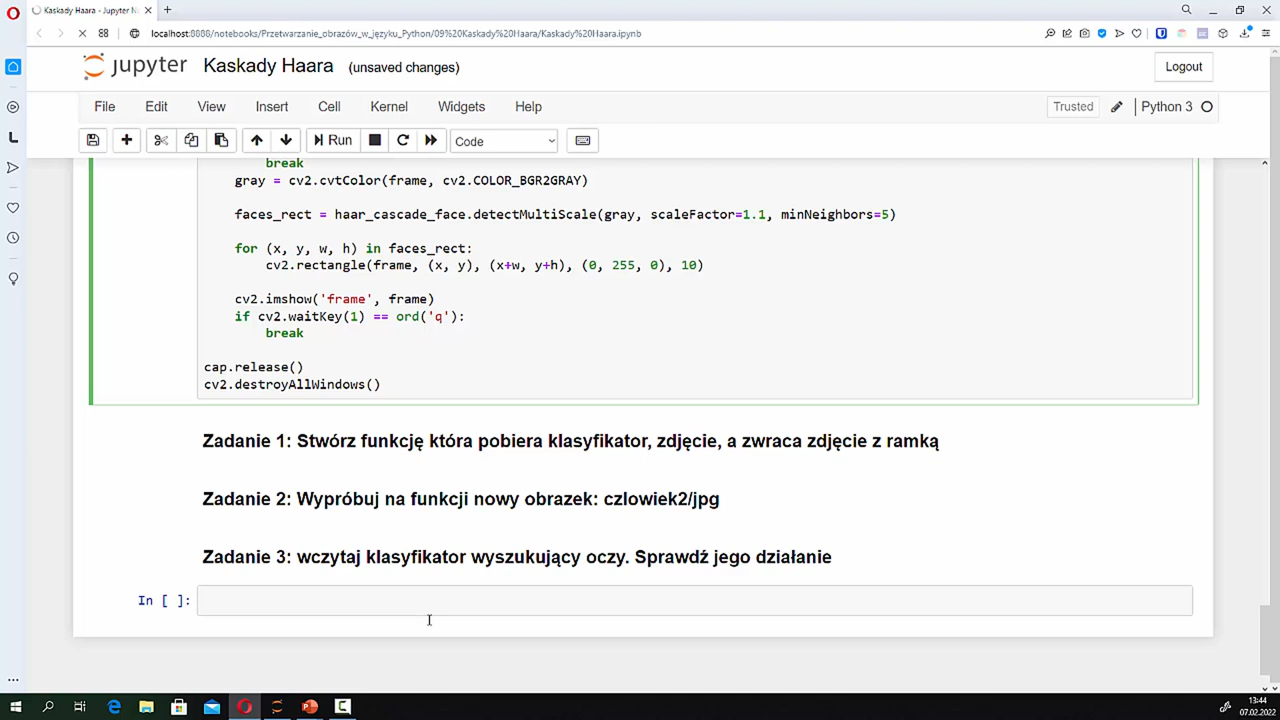 Kaskady Haara - Jupyter N
localhost:8888/notebooks/Przetwarzanie_obrazów_w_języku_Python/09%20Kaskady%20Haara/Kaskady%20Haara.ipynb
jupyter Kaskady Haara (unsaved changes) Logout
File Edit View Insert Cell Kernel Widgets Help Trusted Python 3
Run Code
break
gray = cv2.cvtColor(frame, cv2.COLOR_BGR2GRAY)
faces_rect = haar_cascade_face.detectMultiScale(gray, scaleFactor=1.1, minNeighbors=5)
for (x, y, w, h) in faces_rect:
cv2.rectangle(frame, (x, y), (x+w, y+h), (0, 255, 0), 10)
cv2.imshow('frame', frame)
if cv2.waitKey(1) == ord('q'):
break
cap.release()
cv2.destroyAllWindows()
Zadanie 1: Stwórz funkcję która pobiera klasyfikator, zdjęcie, a zwraca zdjęcie z ramką
Zadanie 2: Wypróbuj na funkcji nowy obrazek: czlowiek2/jpg
Zadanie 3: wczytaj klasyfikator wyszukujący oczy. Sprawdź jego działanie
In [ ]:
13:44
07.02.2022